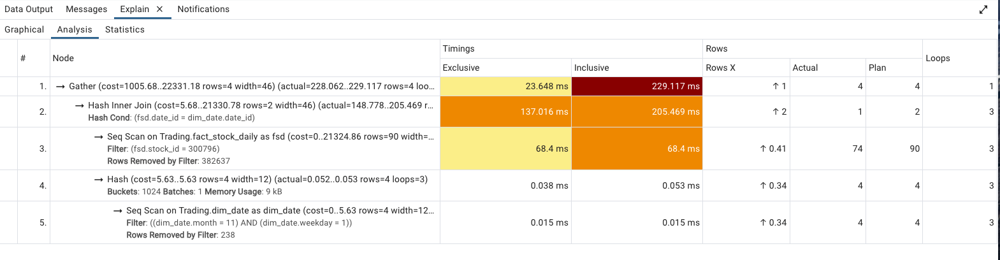 Data Output Messages Explain × Notifications
Graphical Analysis Statistics
# Node Timings Rows Loops
Exclusive Inclusive Rows X Actual Plan
1. → Gather (cost=1005.68..22331.18 rows=4 width=46) (actual=228.062..229.117 rows=4 loo... 23.648 ms 229.117 ms ↑ 1 4 4 1
2. → Hash Inner Join (cost=5.68..21330.78 rows=2 width=46) (actual=148.778..205.469 r... 137.016 ms 205.469 ms ↑ 2 1 2 3
Hash Cond: (fsd.date_id = dim_date.date_id)
3. → Seq Scan on Trading.fact_stock_daily as fsd (cost=0..21324.86 rows=90 width=... 68.4 ms 68.4 ms ↑ 0.41 74 90 3
Filter: (fsd.stock_id = 300796)
Rows Removed by Filter: 382637
4. → Hash (cost=5.63..5.63 rows=4 width=12) (actual=0.052..0.053 rows=4 loops=3) 0.038 ms 0.053 ms ↑ 0.34 4 4 3
Buckets: 1024 Batches: 1 Memory Usage: 9 kB
5. → Seq Scan on Trading.dim_date as dim_date (cost=0..5.63 rows=4 width=12... 0.015 ms 0.015 ms ↑ 0.34 4 4 3
Filter: ((dim_date.month = 11) AND (dim_date.weekday = 1))
Rows Removed by Filter: 238